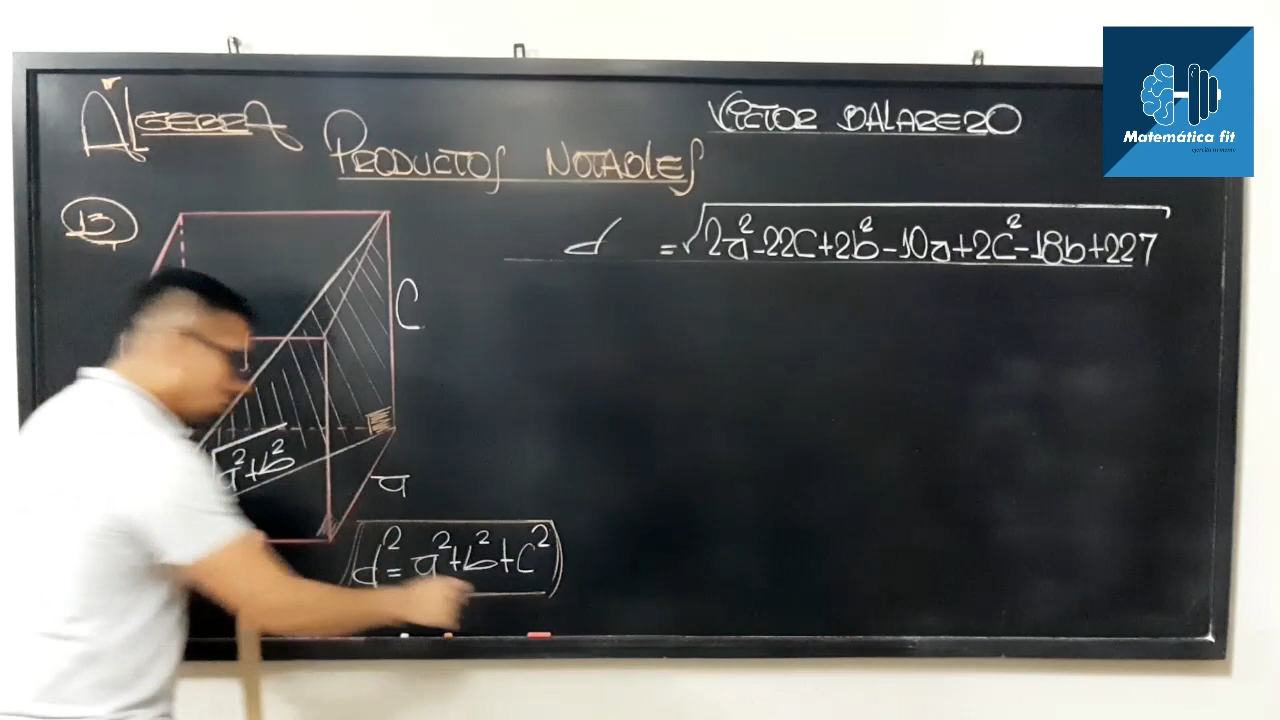 ÁLGEBRA
VICTOR BALAREZO
PRODUCTOS NOTABLES
Matemática fit
13
d = √2a²-22c+2b²-10a+2c²-18b+227
c
√a²+b²
a
d²=a²+b²+c²